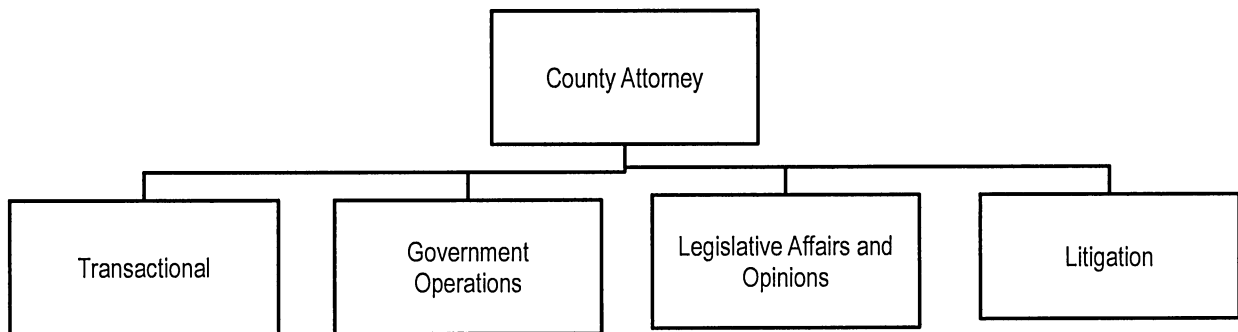 County Attorney
Transactional
Government
Operations
Legislative Affairs and
Opinions
Litigation